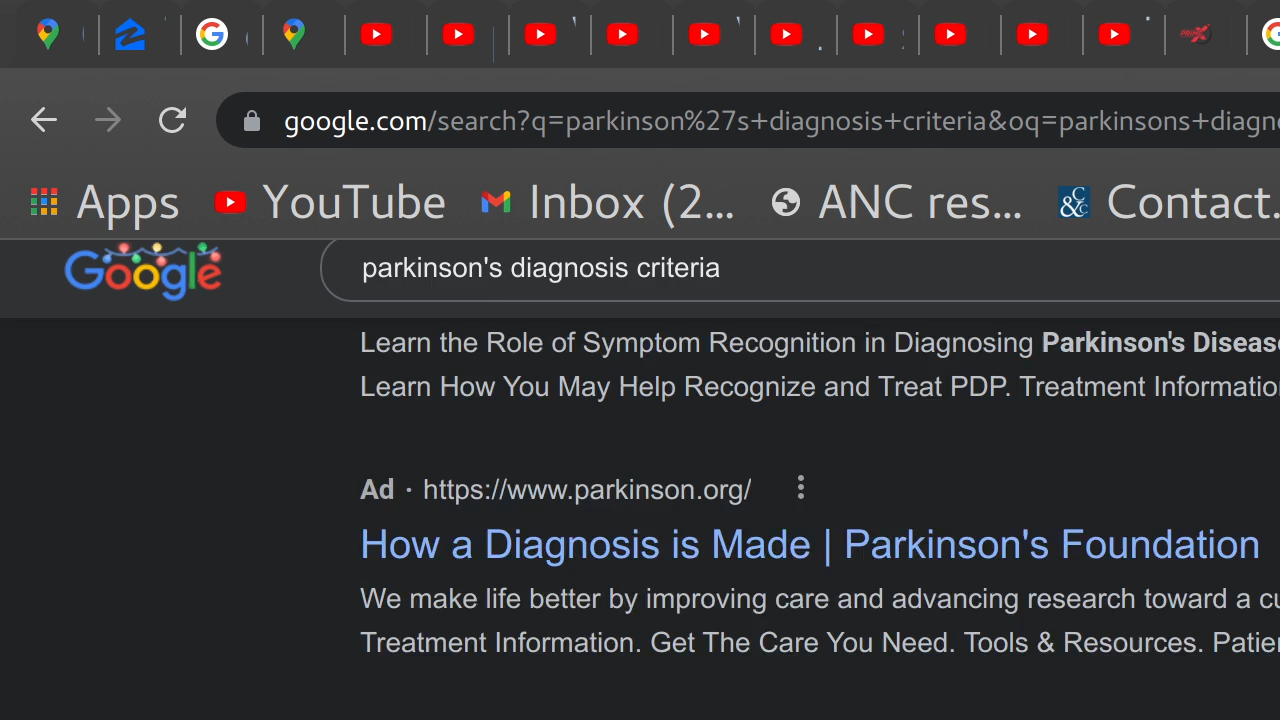 google.com/search?q=parkinson%27s+diagnosis+criteria&oq=parkinsons+diagn
Apps YouTube Inbox (2... ANC res... Contact.
Google parkinson's diagnosis criteria
Learn the Role of Symptom Recognition in Diagnosing Parkinson's Disease
Learn How You May Help Recognize and Treat PDP. Treatment Informatio
Ad · https://www.parkinson.org/
How a Diagnosis is Made | Parkinson's Foundation
We make life better by improving care and advancing research toward a cu
Treatment Information. Get The Care You Need. Tools & Resources. Patie